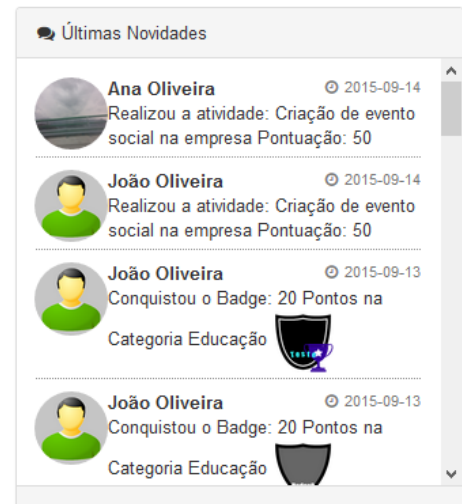 Últimas Novidades
Ana Oliveira 2015-09-14
Realizou a atividade: Criação de evento
social na empresa Pontuação: 50
João Oliveira 2015-09-14
Realizou a atividade: Criação de evento
social na empresa Pontuação: 50
João Oliveira 2015-09-13
Conquistou o Badge: 20 Pontos na
Categoria Educação
João Oliveira 2015-09-13
Conquistou o Badge: 20 Pontos na
Categoria Educação